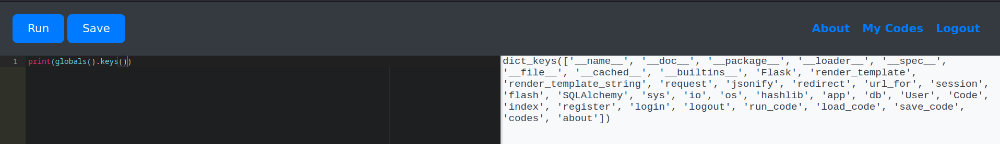 Run Save About My Codes Logout
1 print(globals().keys())
dict_keys(['__name__', '__doc__', '__package__', '__loader__', '__spec__',
'__file__', '__cached__', '__builtins__', 'Flask', 'render_template',
'render_template_string', 'request', 'jsonify', 'redirect', 'url_for', 'session',
'flash', 'SQLAlchemy', 'sys', 'io', 'os', 'hashlib', 'app', 'db', 'User', 'Code',
'index', 'register', 'login', 'logout', 'run_code', 'load_code', 'save_code',
'codes', 'about'])